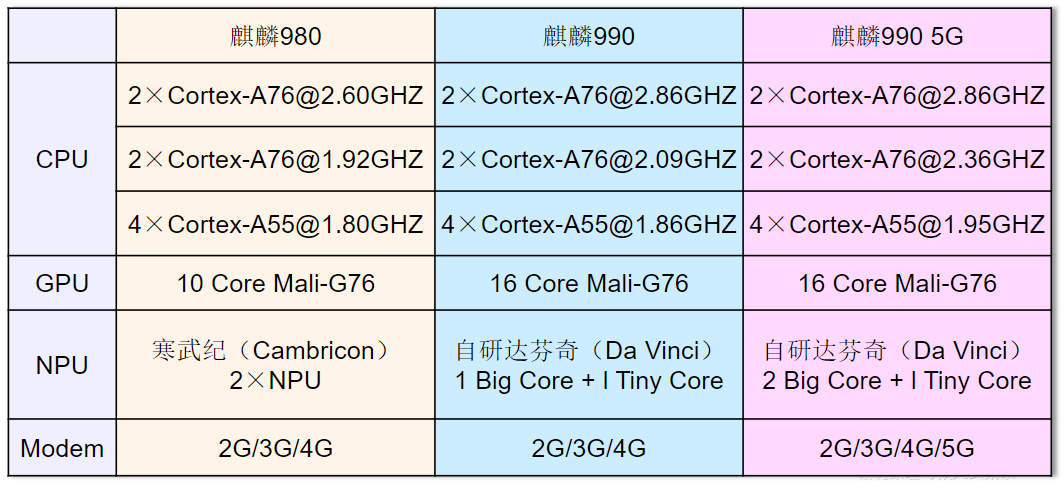 麒麟980 麒麟990 麒麟990 5G
CPU
2×Cortex-A76@2.60GHZ 2×Cortex-A76@2.86GHZ 2×Cortex-A76@2.86GHZ
2×Cortex-A76@1.92GHZ 2×Cortex-A76@2.09GHZ 2×Cortex-A76@2.36GHZ
4×Cortex-A55@1.80GHZ 4×Cortex-A55@1.86GHZ 4×Cortex-A55@1.95GHZ
GPU 10 Core Mali-G76 16 Core Mali-G76 16 Core Mali-G76
NPU
寒武纪（Cambricon） 自研达芬奇（Da Vinci） 自研达芬奇（Da Vinci）
2×NPU 1 Big Core + I Tiny Core 2 Big Core + I Tiny Core
Modem 2G/3G/4G 2G/3G/4G 2G/3G/4G/5G